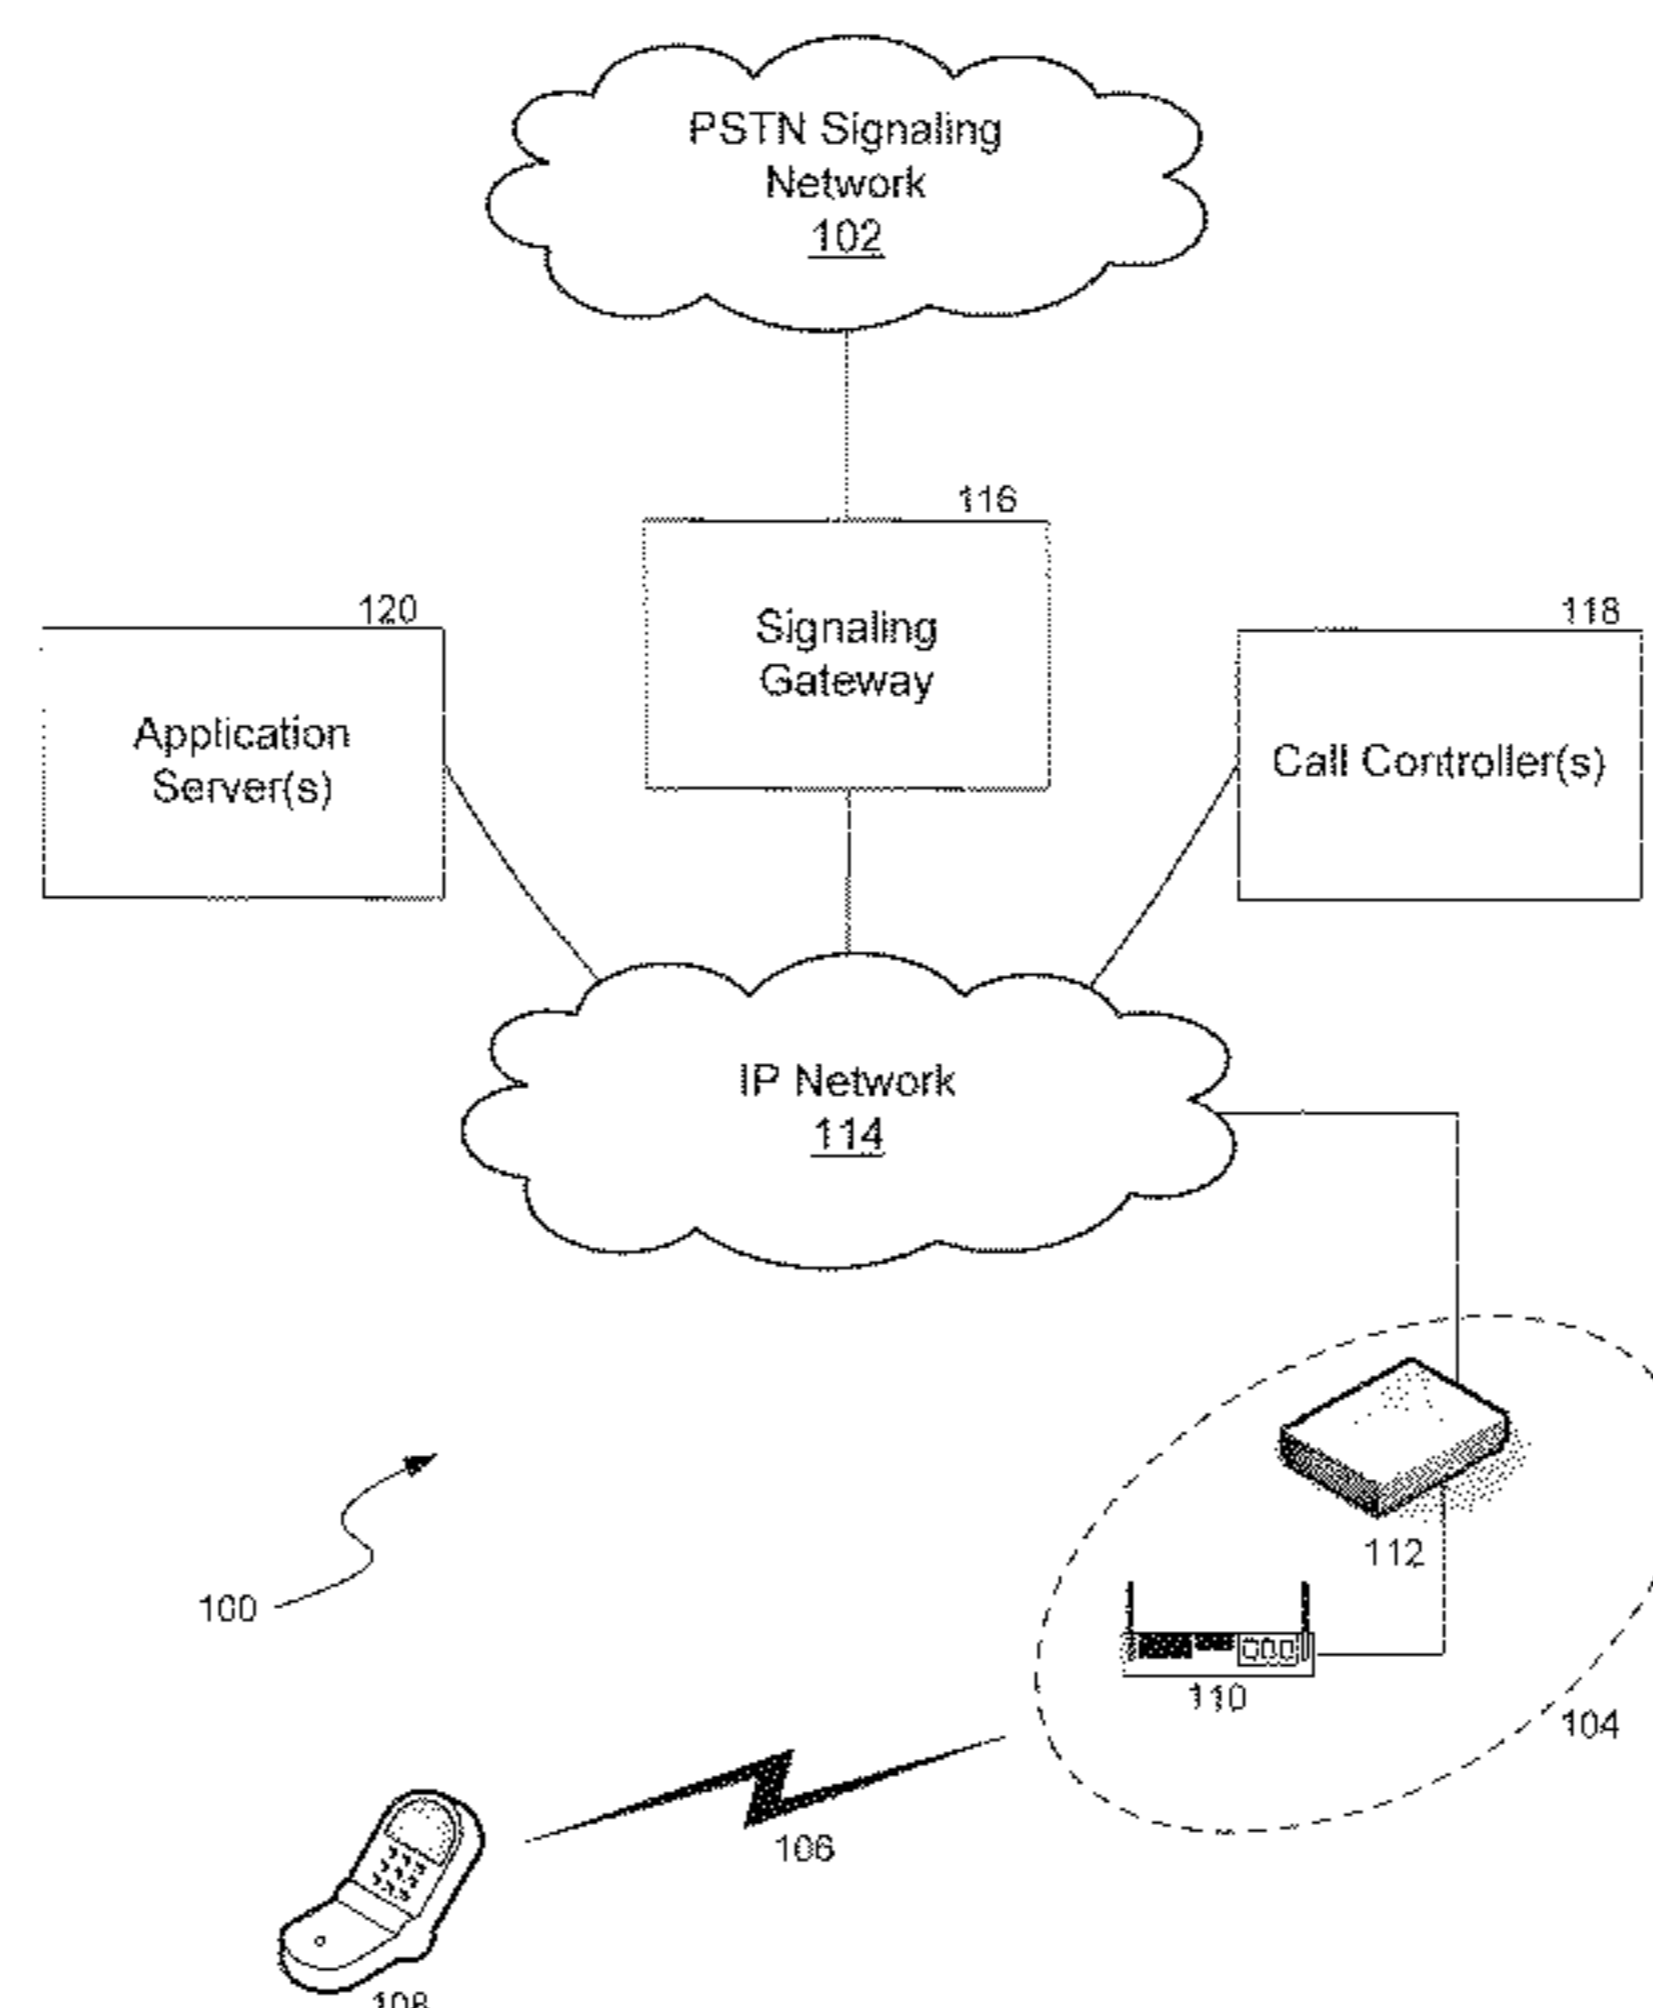 PSTN Signaling
Network
102
116
Signaling
Gateway
120
Application
Server(s)
118
Call Controller(s)
IP Network
114
112
100
110
104
106
108